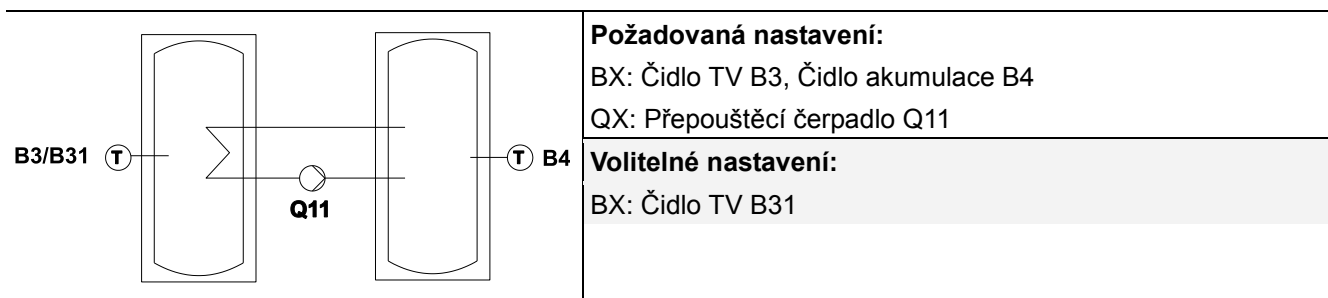 B3/B31 T
T B4
Q11
Požadovaná nastavení:
BX: Čidlo TV B3, Čidlo akumulace B4
QX: Přepouštěcí čerpadlo Q11
Volitelné nastavení:
BX: Čidlo TV B31